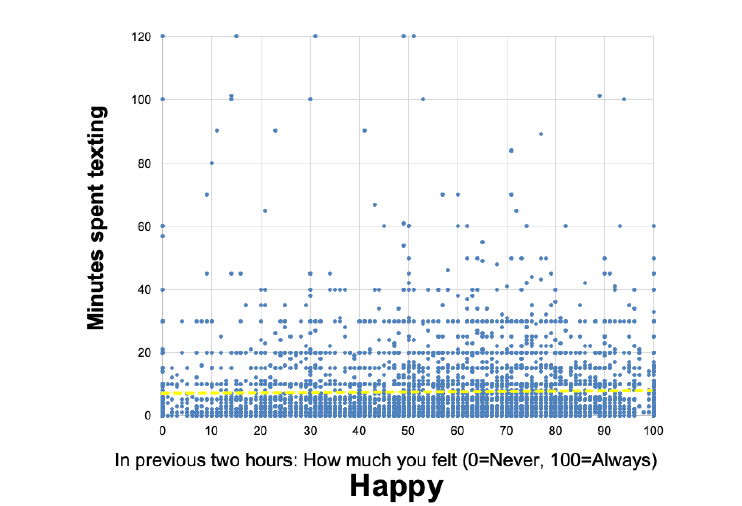 120
100
80
60
40
20
0
Minutes spent texting
0 10 20 30 40 50 60 70 80 90 100
In previous two hours: How much you felt (0=Never, 100=Always)
Happy